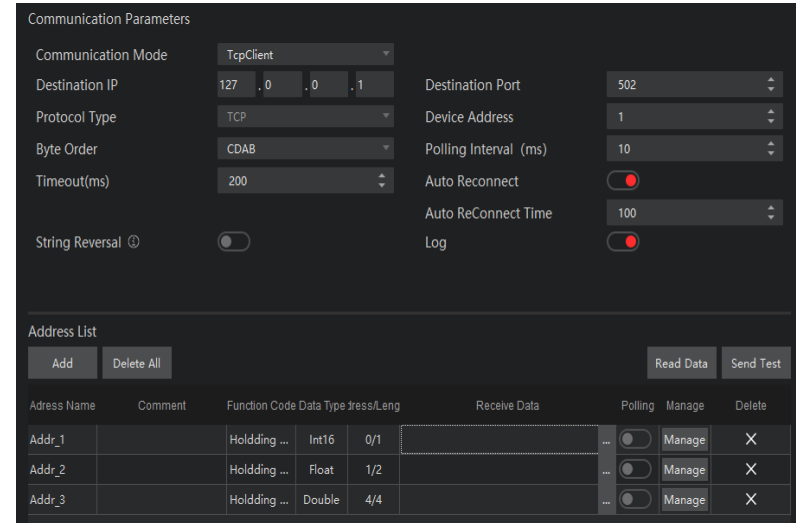 Communication Parameters
Communication Mode TcpClient
Destination IP 127 . 0 . 0 . 1 Destination Port 502
Protocol Type TCP Device Address 1
Byte Order CDAB Polling Interval (ms) 10
Timeout(ms) 200 Auto Reconnect
Auto ReConnect Time 100
String Reversal Log
Address List
Add Delete All Read Data Send Test
Adress Name Comment Function Code Data Type dress/Leng Receive Data Polling Manage Delete
Addr_1 Holdding ... Int16 0/1 ... Manage X
Addr_2 Holdding ... Float 1/2 ... Manage X
Addr_3 Holdding ... Double 4/4 ... Manage X